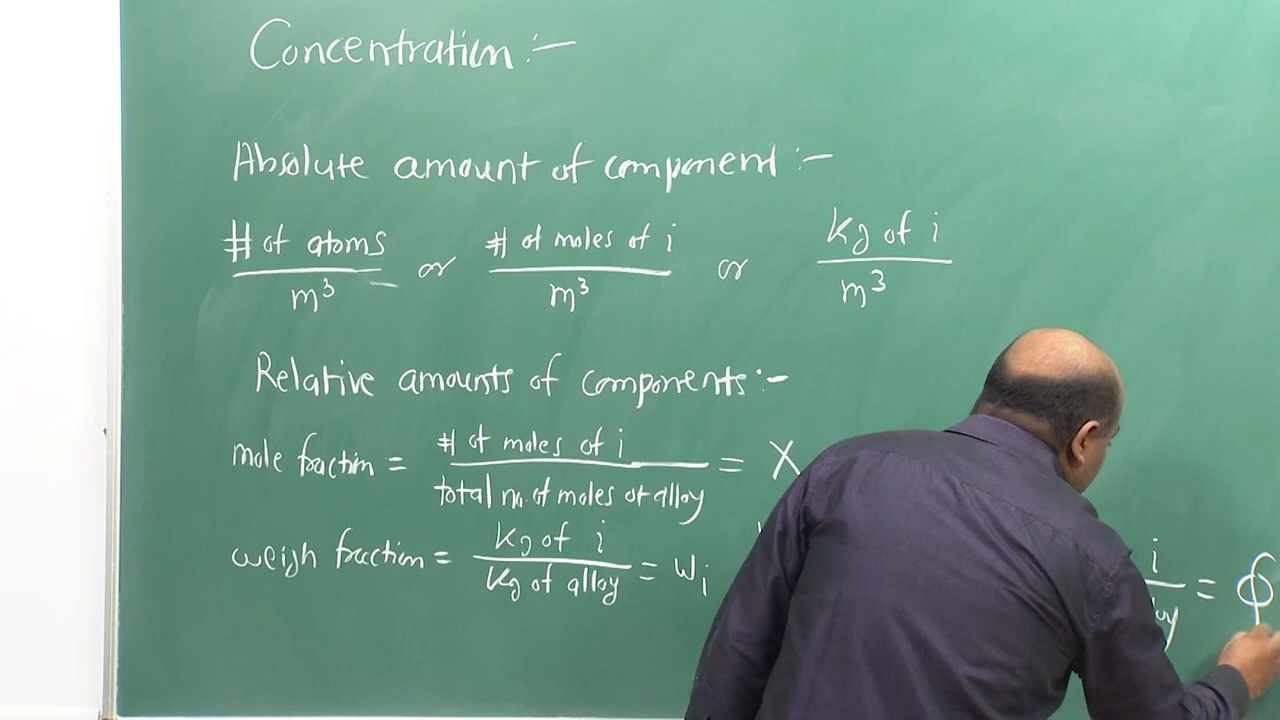 Concentration :-
Absolute amount of component :-
# of atoms / m³ or # of moles of i / m³ or kg of i / m³
Relative amounts of components :-
mole fraction = # of moles of i / total no. of moles of alloy = X
weigh fraction = kg of i / kg of alloy = wi
i / oy = ϕ